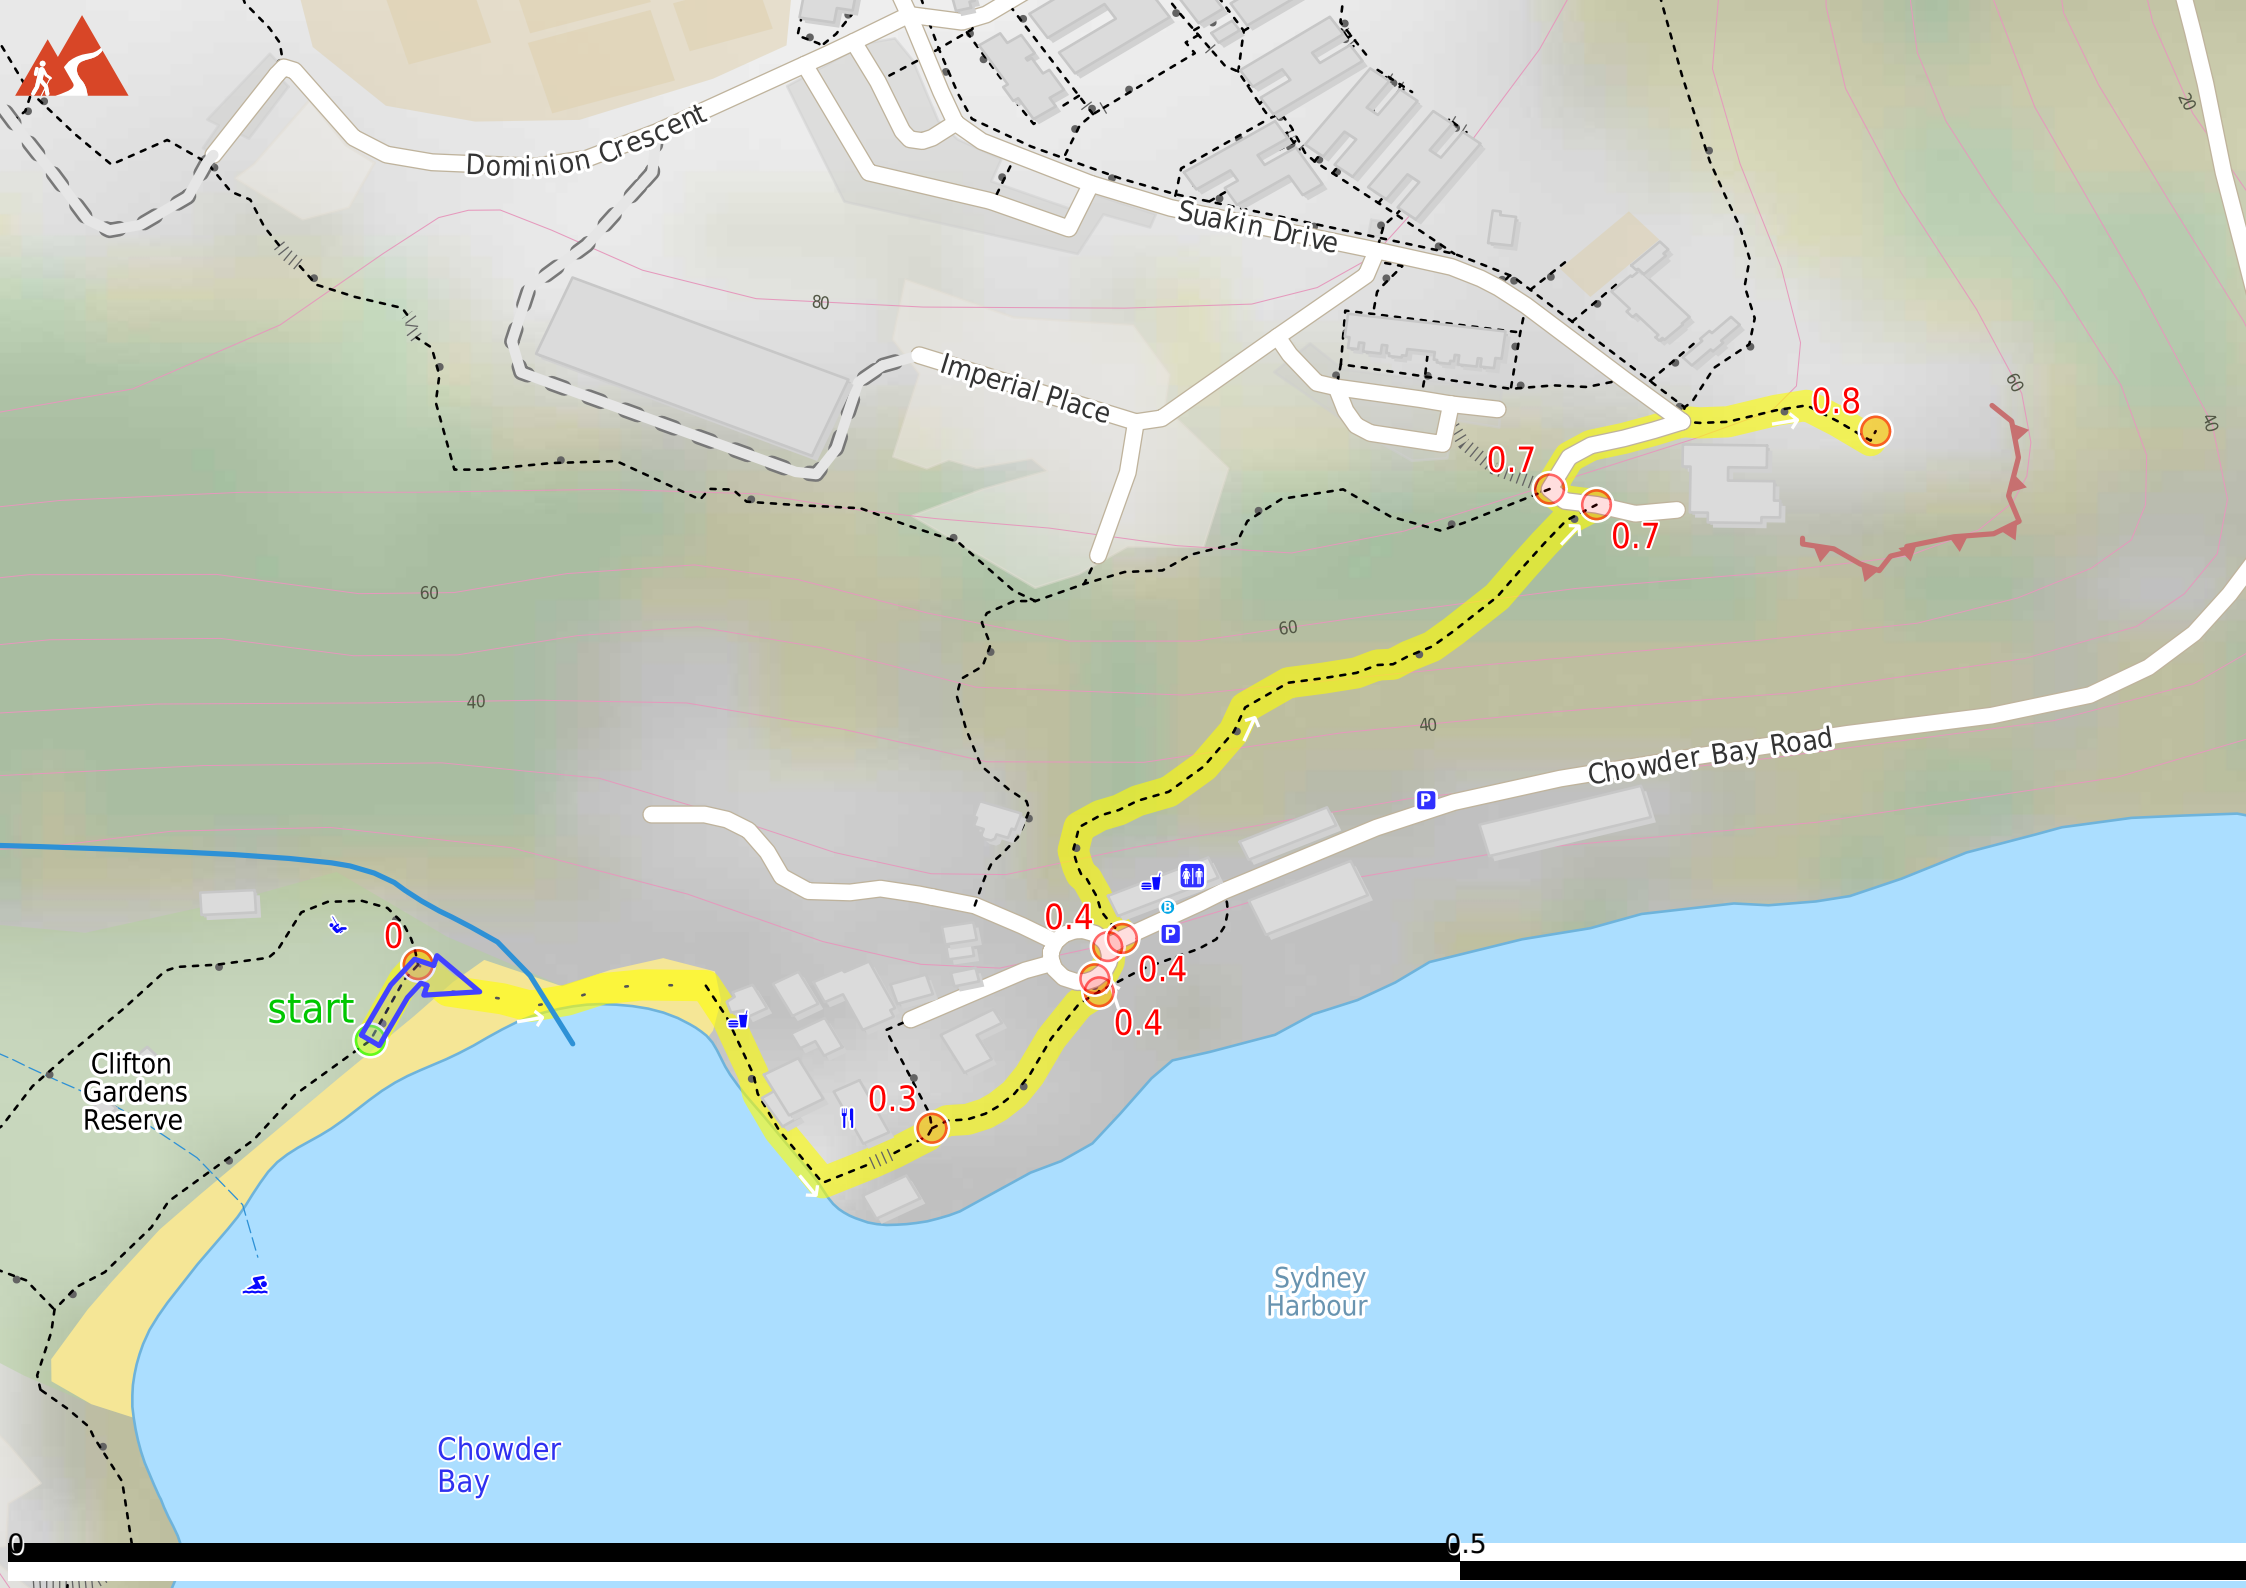 20
Dominion Crescent
Suakin Drive
80
Imperial Place
60
40
0.8
0.7
0.7
60
60
40
40
Chowder Bay Road
P
0.4
B
P
0
0.4
start
0.4
Clifton
Gardens
Reserve
0.3
Sydney
Harbour
Chowder
Bay
0
0.5